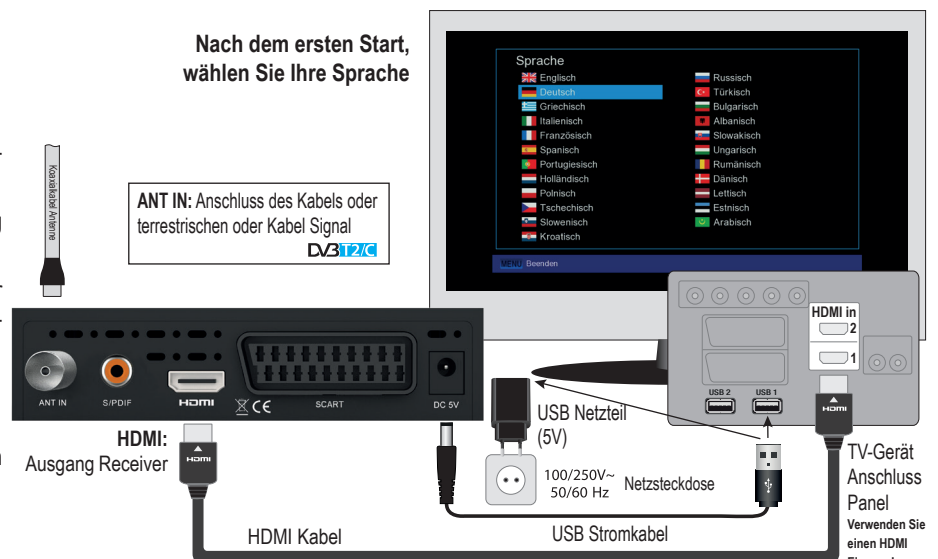 Nach dem ersten Start,
wählen Sie Ihre Sprache
Sprache
Englisch
Deutsch
Griechisch
Italienisch
Französisch
Spanisch
Portugiesisch
Holländisch
Polnisch
Tschechisch
Slowenisch
Kroatisch
Russisch
Türkisch
Bulgarisch
Albanisch
Slowakisch
Ungarisch
Rumänisch
Dänisch
Lettisch
Estnisch
Arabisch
MENU Beenden
Koaxialkabel Antenne
ANT IN: Anschluss des Kabels oder
terrestrischen oder Kabel Signal
DVB T2/C
HDMI in
2
1
USB 2
USB 1
HDMI
ANT IN
S/PDIF
HDMI
CE
SCART
DC 5V
HDMI:
Ausgang Receiver
HDMI
USB Netzteil
(5V)
100/250V~
50/60 Hz
Netzsteckdose
HDMI Kabel
USB Stromkabel
TV-Gerät
Anschluss
Panel
Verwenden Sie
einen HDMI